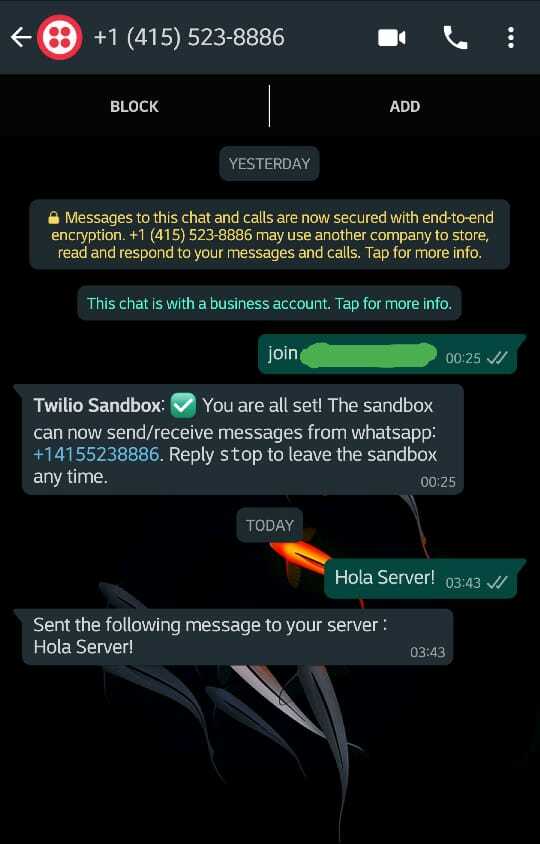 +1 (415) 523-8886
BLOCK
ADD
YESTERDAY
Messages to this chat and calls are now secured with end-to-end
encryption. +1 (415) 523-8886 may use another company to store,
read and respond to your messages and calls. Tap for more info.
This chat is with a business account. Tap for more info.
join
00:25
Twilio Sandbox: ✅ You are all set! The sandbox
can now send/receive messages from whatsapp:
+14155238886. Reply stop to leave the sandbox
any time.
00:25
TODAY
Hola Server!
03:43
Sent the following message to your server :
Hola Server!
03:43